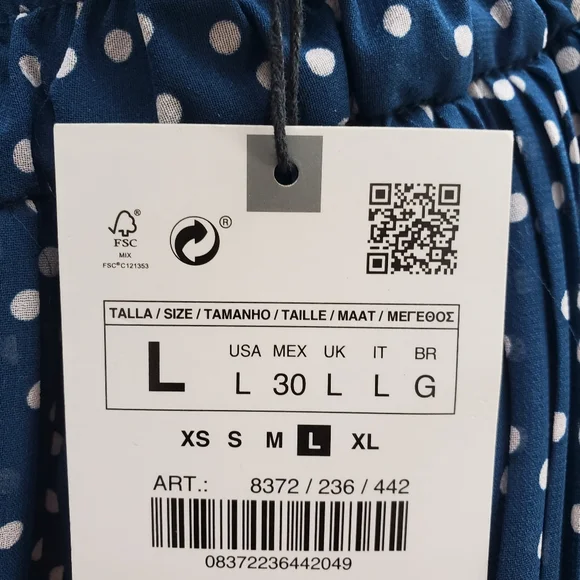 FSC®
MIX
FSC®C121353
®
TALLA / SIZE / TAMANHO / TAILLE / MAAT / ΜΕΓΕΘΟΣ
L
USA MEX UK IT BR
L 30 L L G
XS S M L XL
ART.: 8372 / 236 / 442
08372236442049